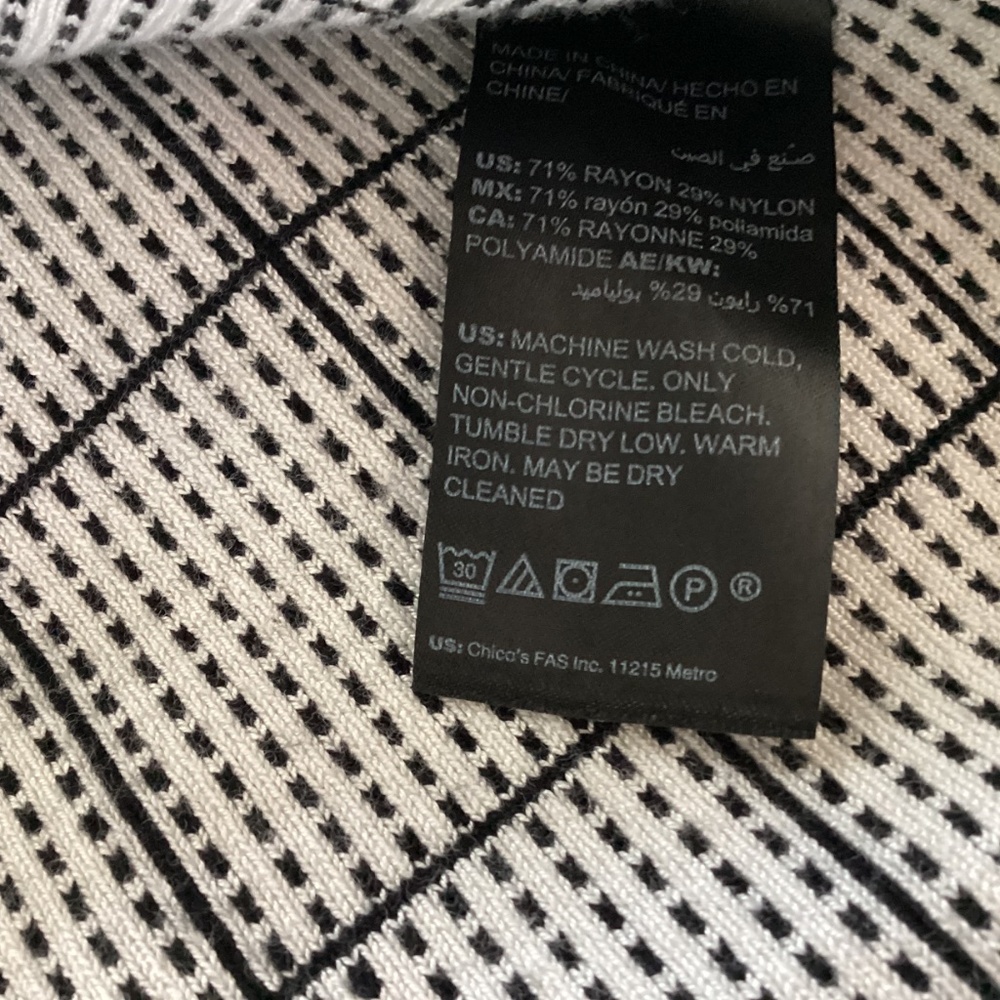 MADE IN CHINA/ HECHO EN
CHINA/ FABRIQUÉ EN
CHINE/
صنع في الصين
US: 71% RAYON 29% NYLON
MX: 71% rayón 29% poliamida
CA: 71% RAYONNE 29%
POLYAMIDE AE/KW:
71% رايون 29% بولياميد
US: MACHINE WASH COLD,
GENTLE CYCLE. ONLY
NON-CHLORINE BLEACH.
TUMBLE DRY LOW. WARM
IRON. MAY BE DRY
CLEANED
30 P ®
US: Chico's FAS Inc. 11215 Metro